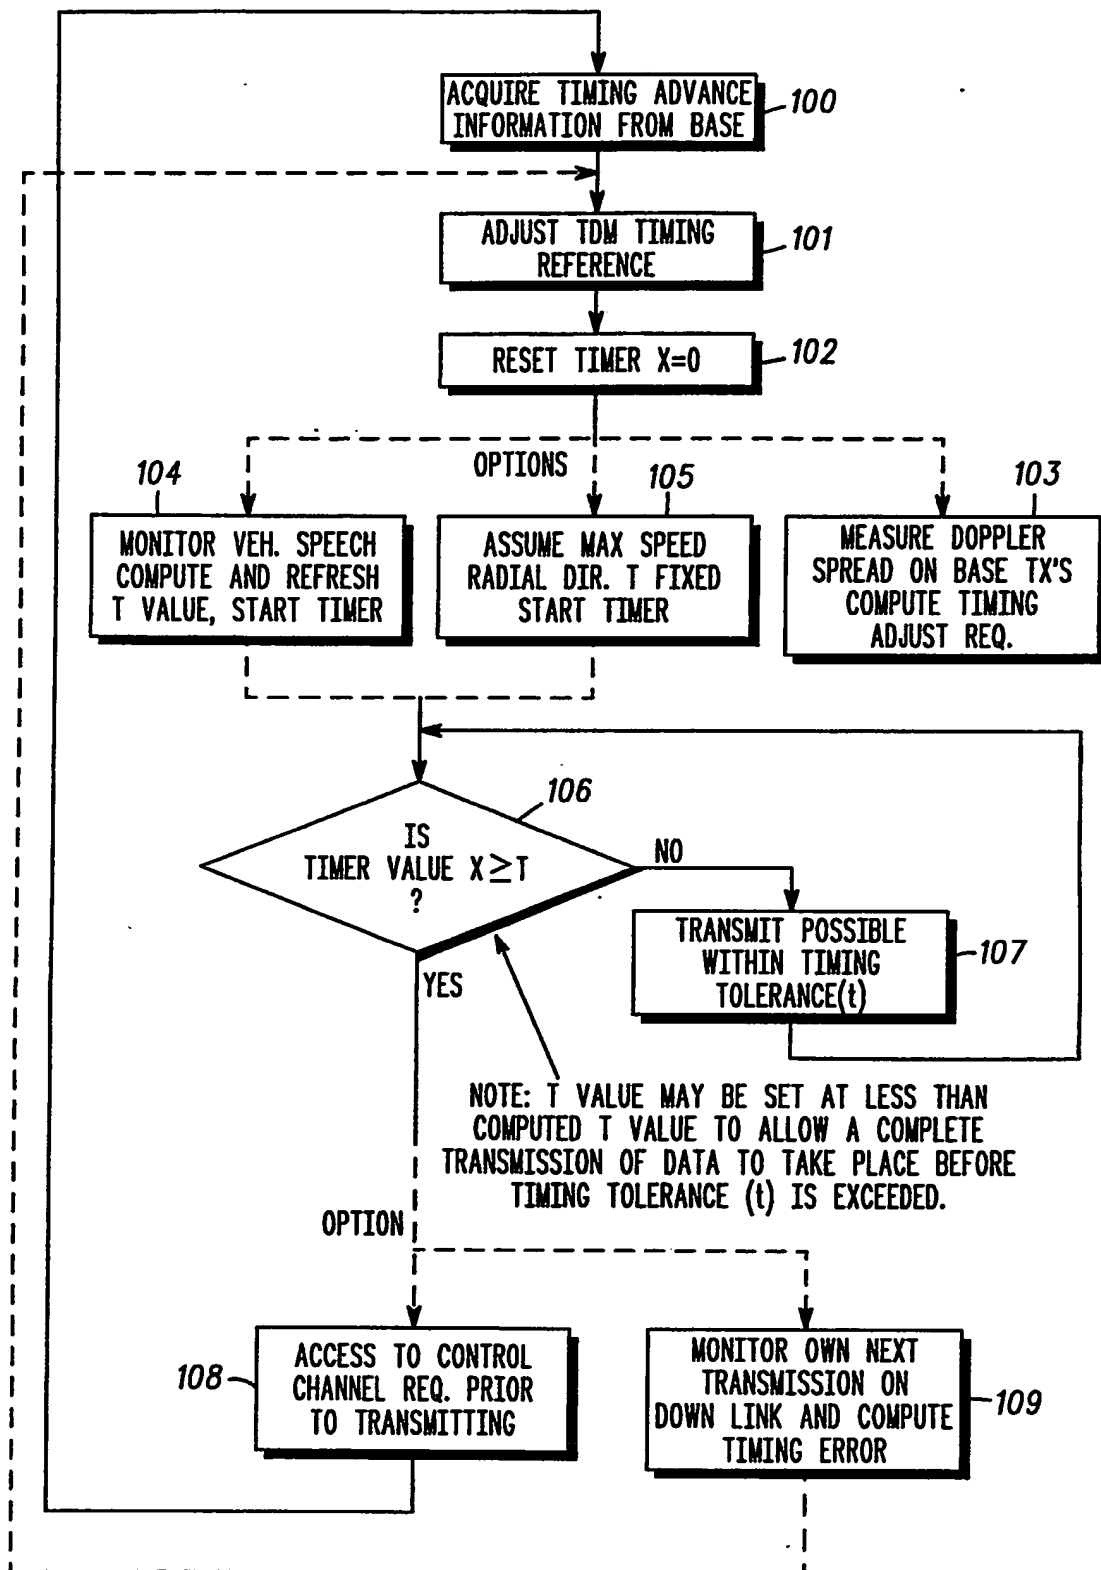 ACQUIRE TIMING ADVANCE
INFORMATION FROM BASE
100
ADJUST TDM TIMING
REFERENCE
101
RESET TIMER X=0
102
OPTIONS
104
MONITOR VEH. SPEECH
COMPUTE AND REFRESH
T VALUE, START TIMER
105
ASSUME MAX SPEED
RADIAL DIR. T FIXED
START TIMER
103
MEASURE DOPPLER
SPREAD ON BASE TX'S
COMPUTE TIMING
ADJUST REQ.
106
IS
TIMER VALUE X≥T
?
NO
YES
TRANSMIT POSSIBLE
WITHIN TIMING
TOLERANCE(t)
107
NOTE: T VALUE MAY BE SET AT LESS THAN
COMPUTED T VALUE TO ALLOW A COMPLETE
TRANSMISSION OF DATA TO TAKE PLACE BEFORE
TIMING TOLERANCE (t) IS EXCEEDED.
OPTION
108
ACCESS TO CONTROL
CHANNEL REQ. PRIOR
TO TRANSMITTING
MONITOR OWN NEXT
TRANSMISSION ON
DOWN LINK AND COMPUTE
TIMING ERROR
109